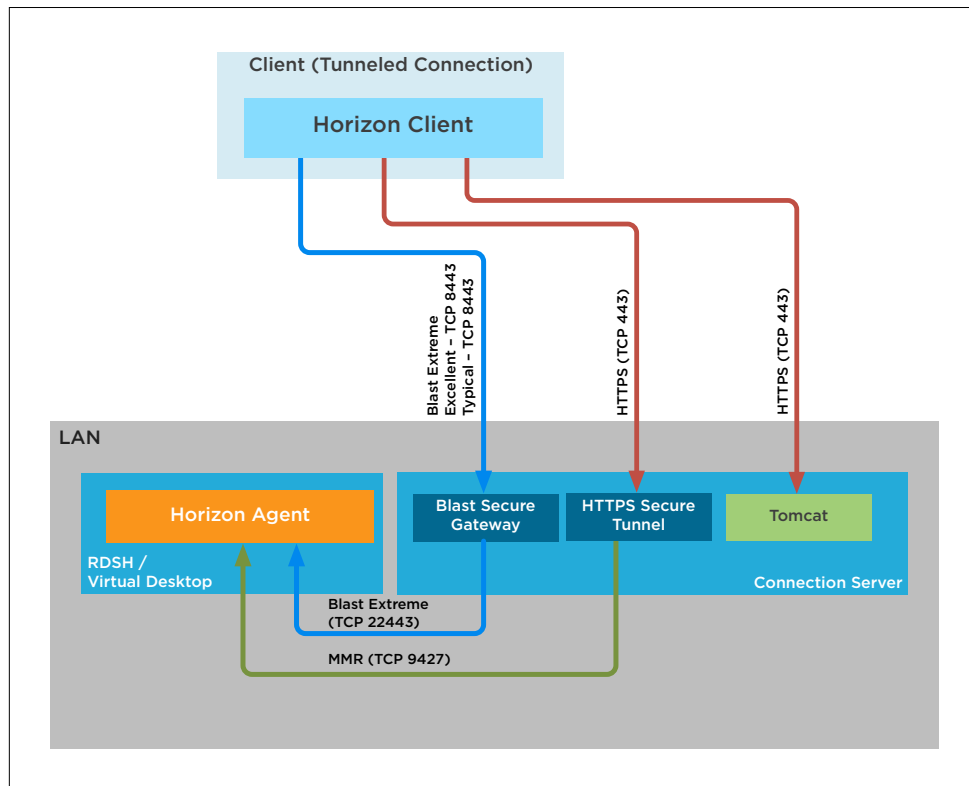 Client (Tunneled Connection)
Horizon Client
Blast Extreme
Excellent – TCP 8443
Typical – TCP 8443
HTTPS (TCP 443)
HTTPS (TCP 443)
LAN
Horizon Agent
RDSH /
Virtual Desktop
Blast Secure
Gateway
HTTPS Secure
Tunnel
Tomcat
Connection Server
Blast Extreme
(TCP 22443)
MMR (TCP 9427)